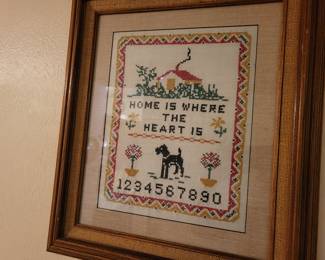 HOME IS WHERE
THE
HEART IS
1234567890